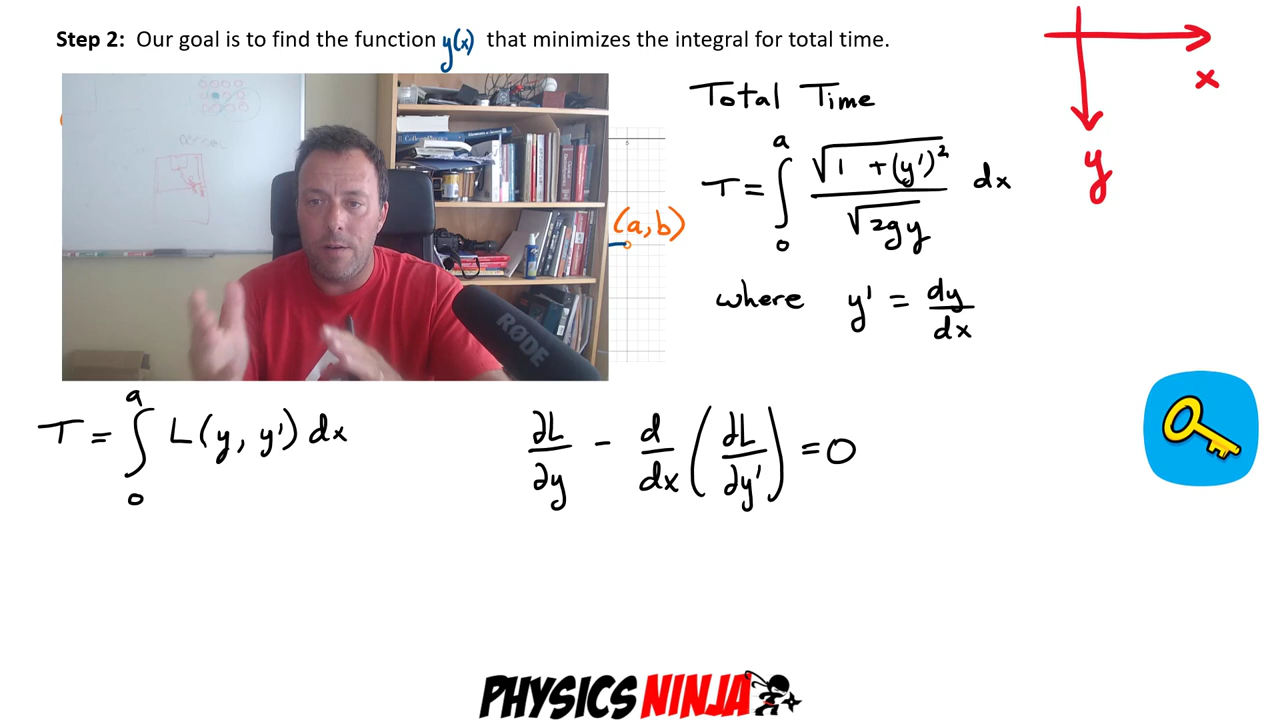 Step 2: Our goal is to find the function y(x) that minimizes the integral for total time.
x
y
Total Time
T = ∫₀ᵃ √(1 + (y')²) / √(2gy) dx
(a,b)
where y' = dy/dx
RØDE
T = ∫₀ᵃ L(y, y') dx
∂L/∂y − d/dx (∂L/∂y') = 0
PHYSICS NINJA